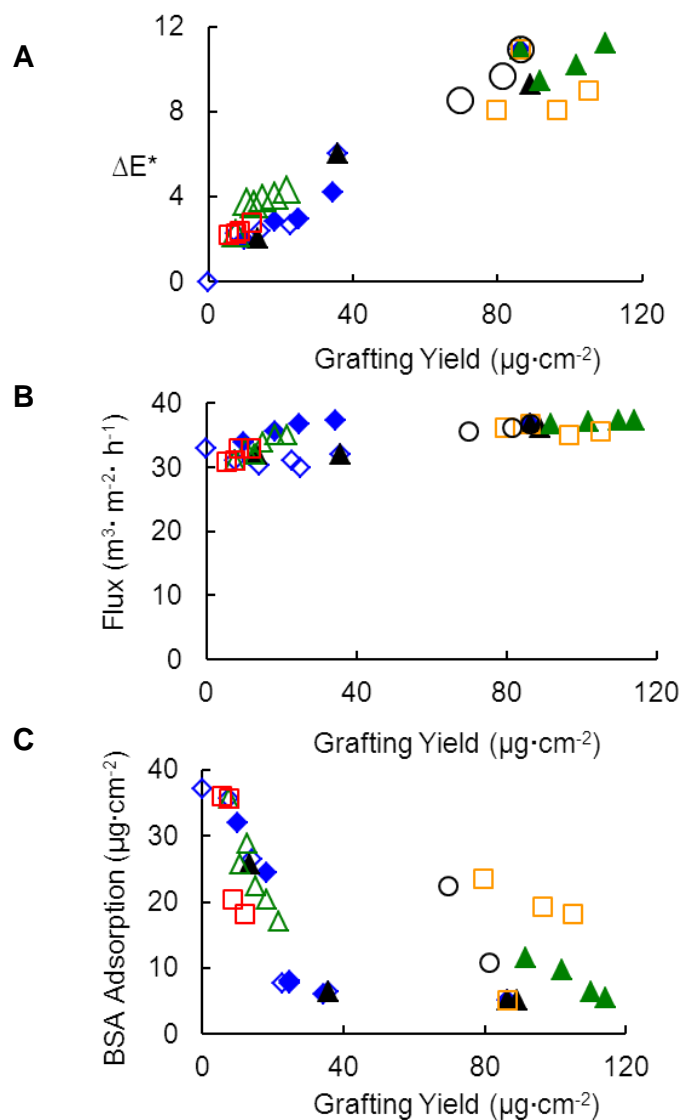 A
12
8
ΔE*
4
0
0 40 80 120
Grafting Yield (µg·cm-2)
B
40
30
20
10
0
Flux (m3· m-2· h-1)
0 40 80 120
Grafting Yield (µg·cm-2)
C
40
30
20
10
0
BSA Adsorption (µg·cm-2)
0 40 80 120
Grafting Yield (µg·cm-2)